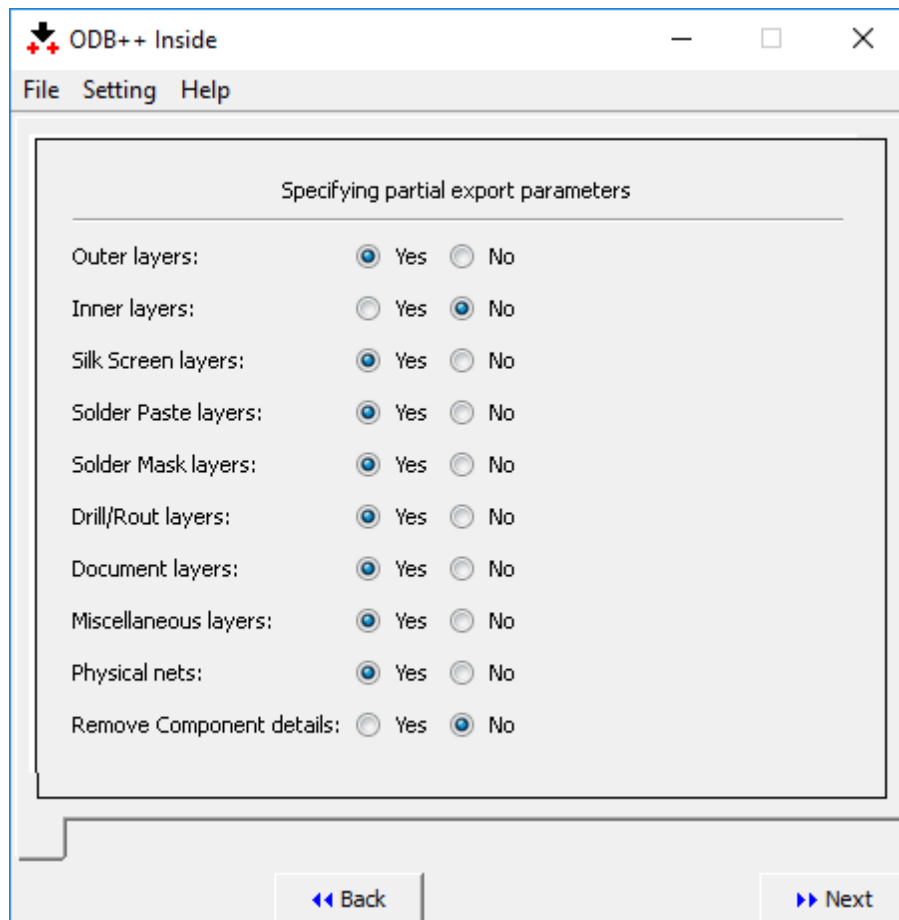 ODB++ Inside
File Setting Help
Specifying partial export parameters
Outer layers: Yes No
Inner layers: Yes No
Silk Screen layers: Yes No
Solder Paste layers: Yes No
Solder Mask layers: Yes No
Drill/Rout layers: Yes No
Document layers: Yes No
Miscellaneous layers: Yes No
Physical nets: Yes No
Remove Component details: Yes No
Back Next